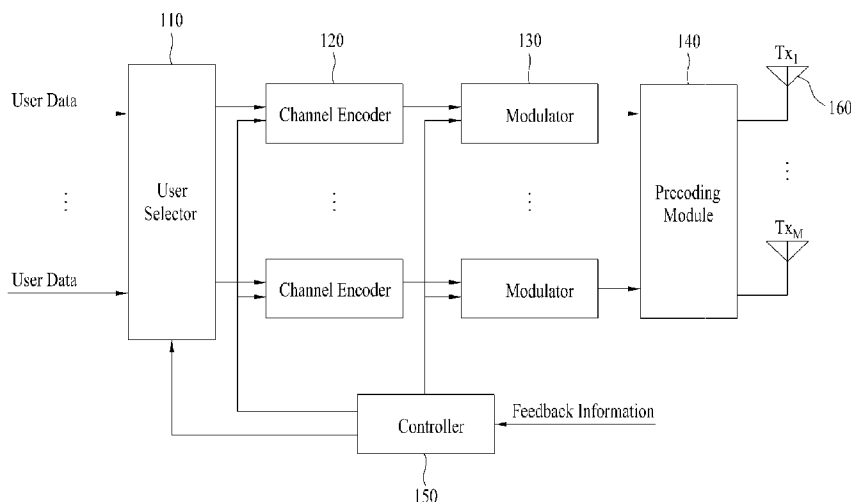 110
120
130
140
Tx₁
User Data
Channel Encoder
Modulator
160
⋮
User
Selector
⋮
⋮
Precoding
Module
⋯
Tx_M
User Data
Channel Encoder
Modulator
Controller
Feedback Information
150